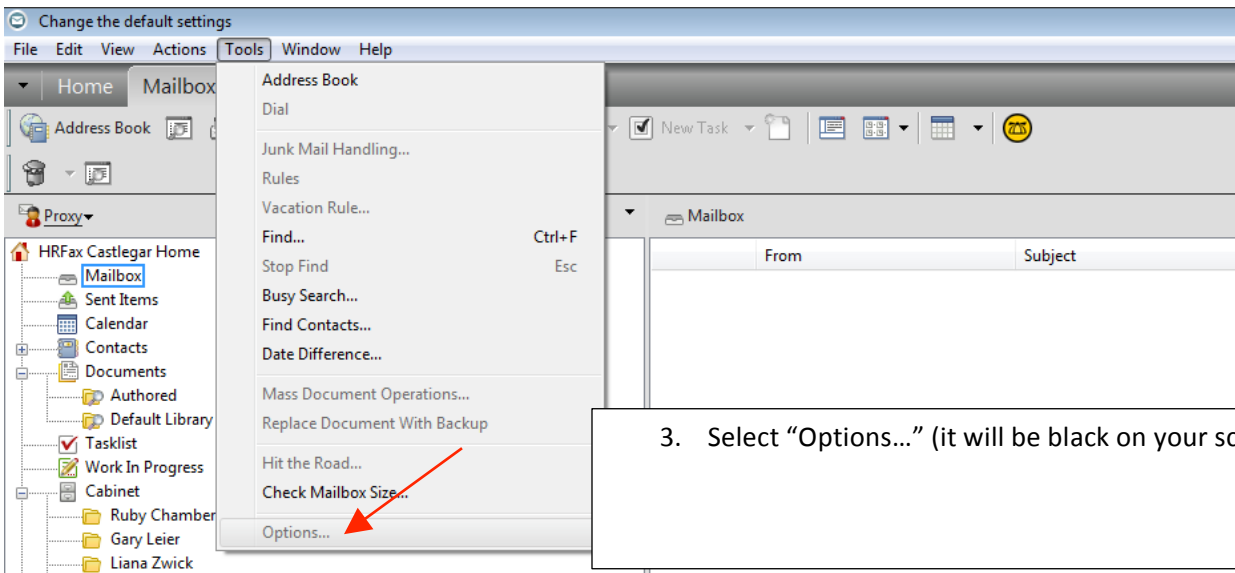 Change the default settings
File Edit View Actions Tools Window Help
Home Mailbox
Address Book
New Task
Address Book
Dial
Junk Mail Handling...
Rules
Vacation Rule...
Find... Ctrl+F
Stop Find Esc
Busy Search...
Find Contacts...
Date Difference...
Mass Document Operations...
Replace Document With Backup
Hit the Road...
Check Mailbox Size...
Options...
Proxy
HRFax Castlegar Home
Mailbox
Sent Items
Calendar
Contacts
Documents
Authored
Default Library
Tasklist
Work In Progress
Cabinet
Ruby Chamber
Gary Leier
Liana Zwick
Mailbox
From Subject
3. Select “Options…” (it will be black on your